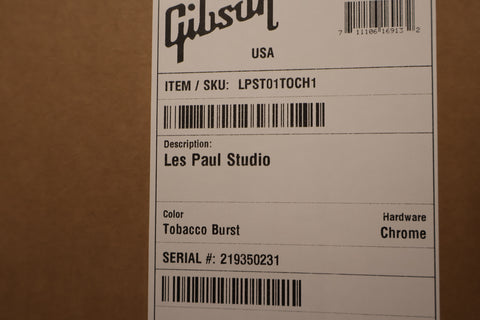 Gibson
7 11106 16913 2
USA
ITEM / SKU: LPST01TOCH1
Description:
Les Paul Studio
Color Hardware
Tobacco Burst Chrome
SERIAL #: 219350231